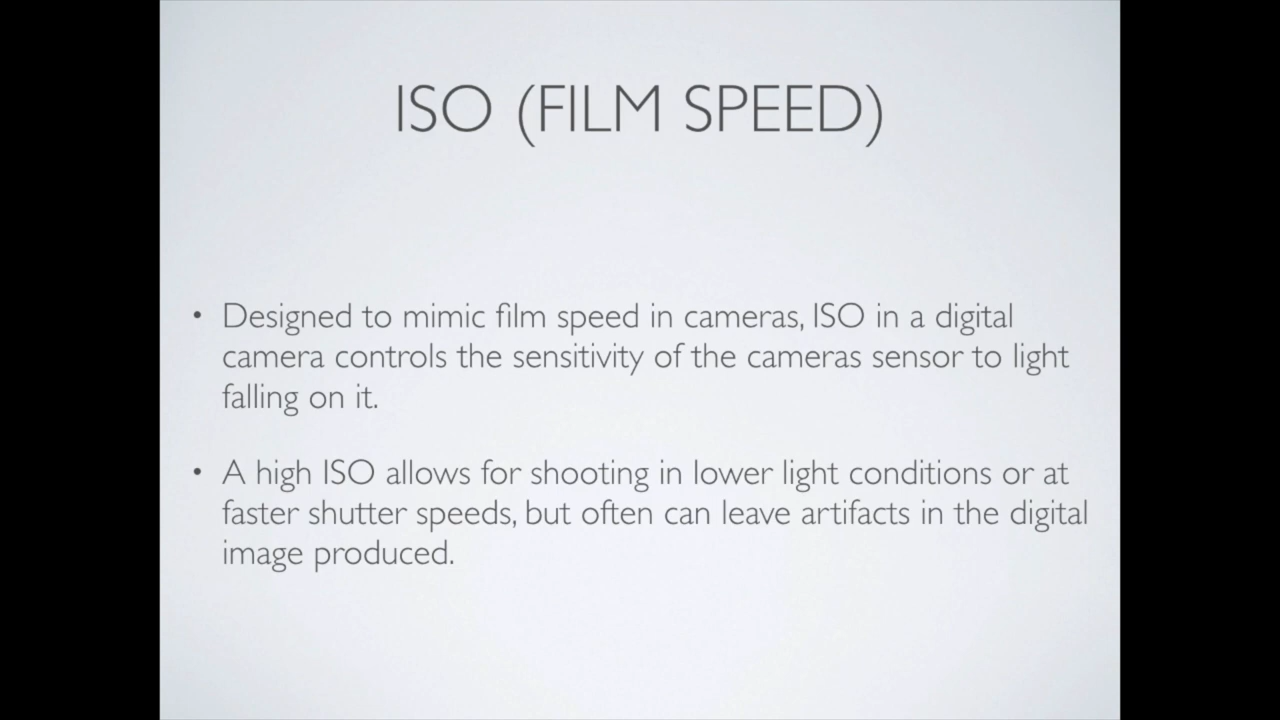 ISO (FILM SPEED)
• Designed to mimic film speed in cameras, ISO in a digital
camera controls the sensitivity of the cameras sensor to light
falling on it.
• A high ISO allows for shooting in lower light conditions or at
faster shutter speeds, but often can leave artifacts in the digital
image produced.